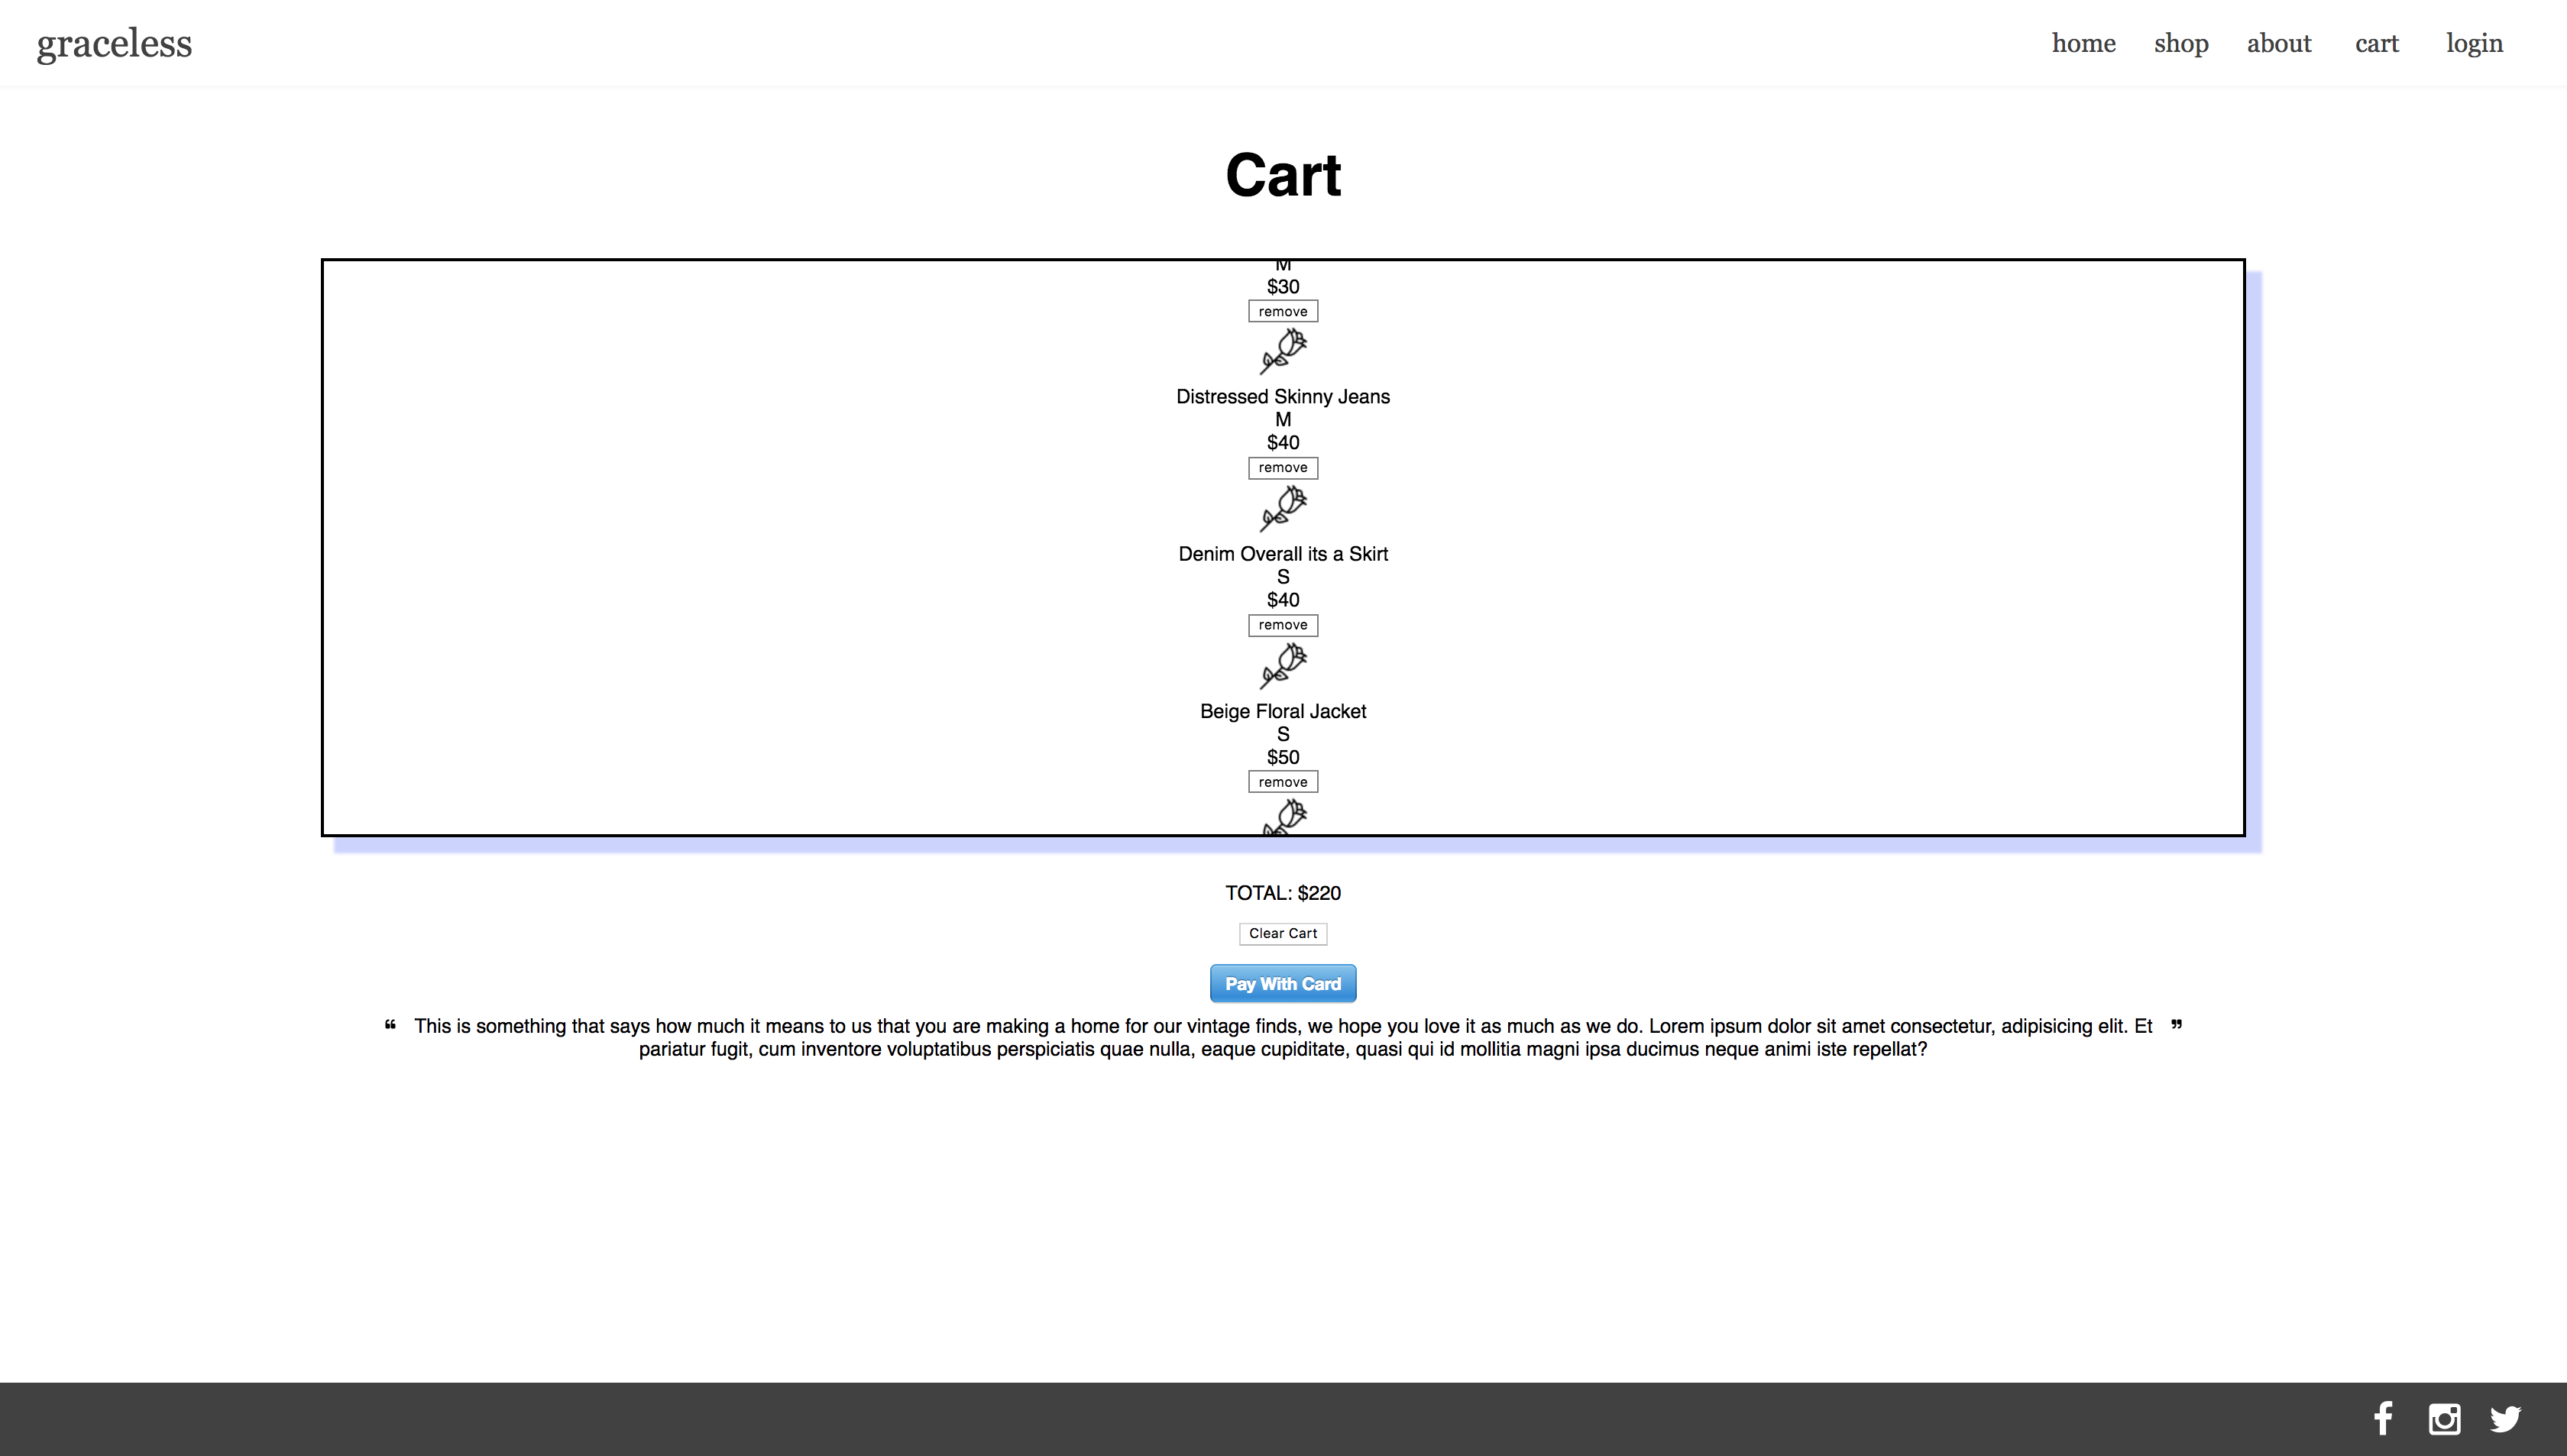 graceless
home shop about cart login
Cart
M
$30
remove
Distressed Skinny Jeans
M
$40
remove
Denim Overall its a Skirt
S
$40
remove
Beige Floral Jacket
S
$50
remove
TOTAL: $220
Clear Cart
Pay With Card
❝ This is something that says how much it means to us that you are making a home for our vintage finds, we hope you love it as much as we do. Lorem ipsum dolor sit amet consectetur, adipisicing elit. Et ❞
pariatur fugit, cum inventore voluptatibus perspiciatis quae nulla, eaque cupiditate, quasi qui id mollitia magni ipsa ducimus neque animi iste repellat?